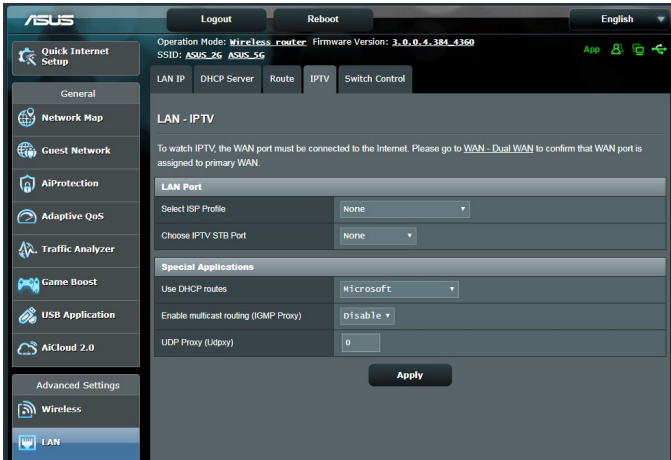 ASUS
Logout
Reboot
English
Quick Internet
Setup
Operation Mode: Wireless router Firmware Version: 3.0.0.4.384_4360
SSID: ASUS_2G ASUS_5G
App
LAN IP
DHCP Server
Route
IPTV
Switch Control
General
Network Map
Guest Network
AiProtection
Adaptive QoS
Traffic Analyzer
Game Boost
USB Application
AiCloud 2.0
Advanced Settings
Wireless
LAN
LAN - IPTV
To watch IPTV, the WAN port must be connected to the Internet. Please go to WAN - Dual WAN to confirm that WAN port is
assigned to primary WAN.
LAN Port
Select ISP Profile
None
Choose IPTV STB Port
None
Special Applications
Use DHCP routes
Microsoft
Enable multicast routing (IGMP Proxy)
Disable
UDP Proxy (Udpxy)
0
Apply